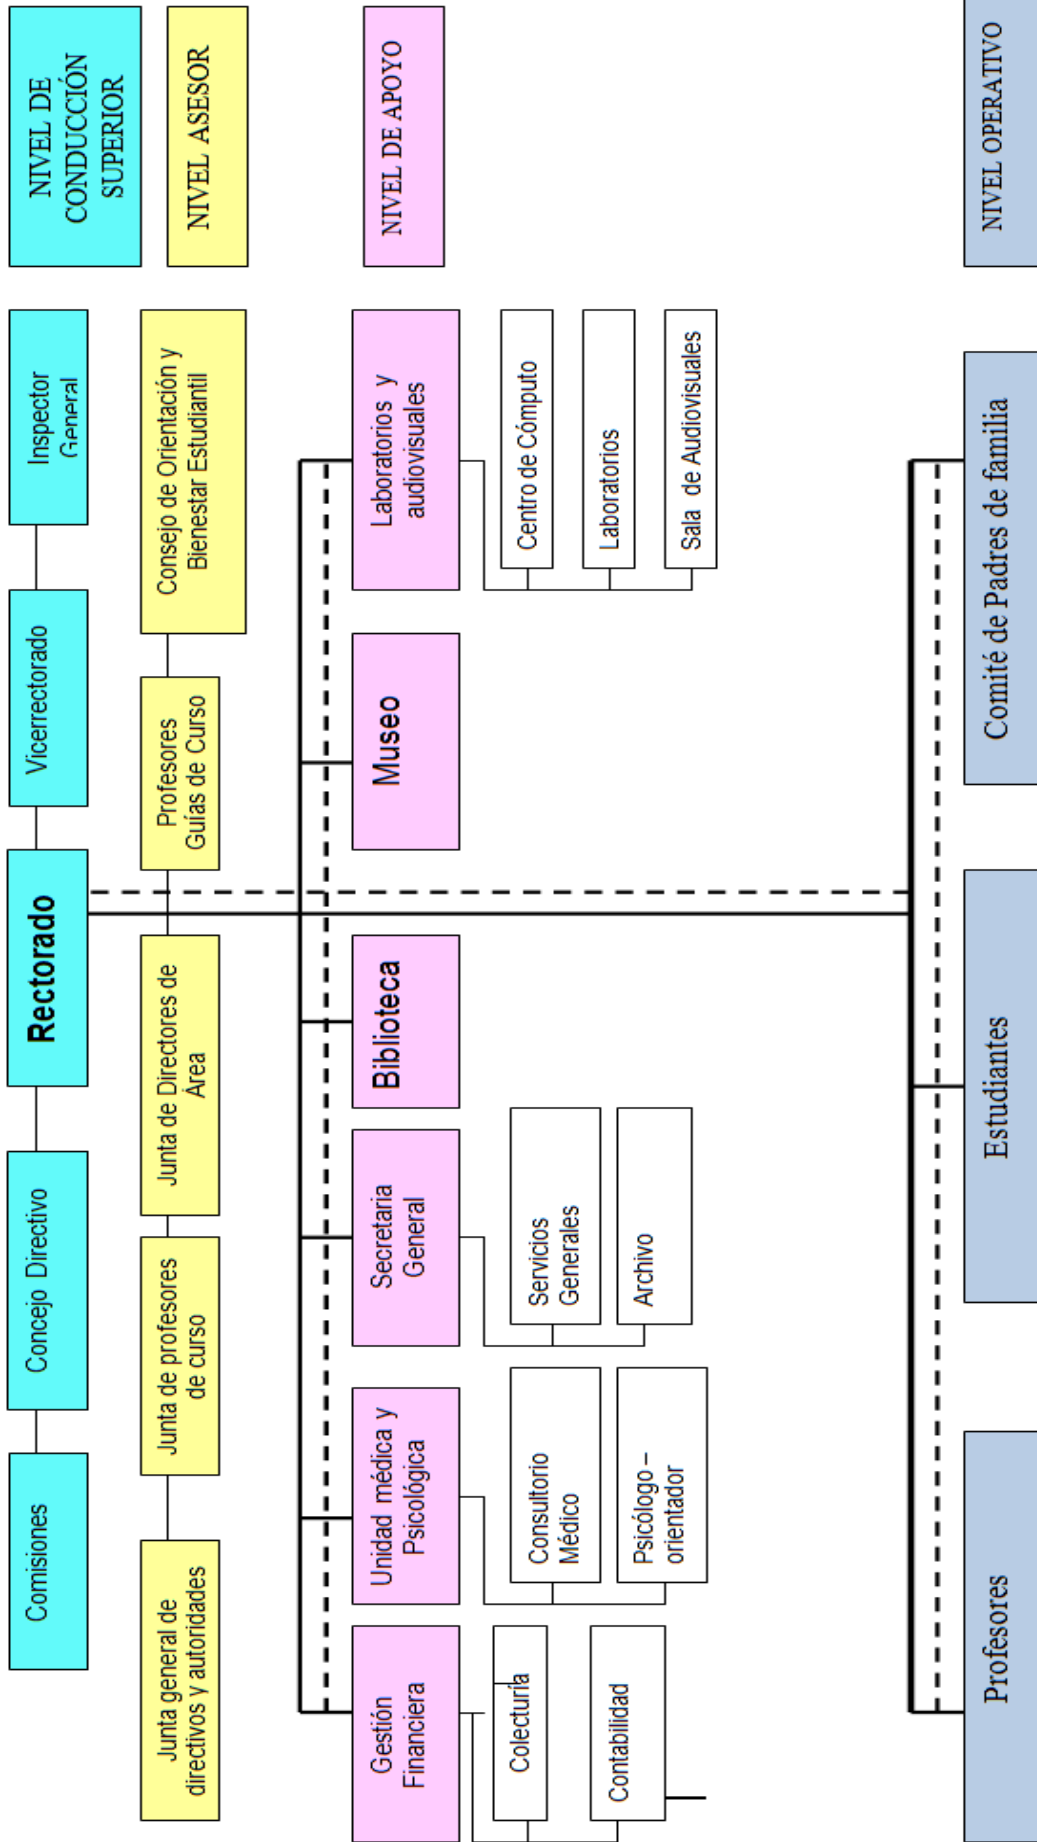 Comisiones
Concejo Directivo
Rectorado
Vicerrectorado
Inspector
General
NIVEL DE
CONDUCCIÓN
SUPERIOR
Junta general de
directivos y autoridades
Junta de profesores
de curso
Junta de Directores de
Área
Profesores
Guías de Curso
Consejo de Orientación y
Bienestar Estudiantil
NIVEL ASESOR
Gestión
Financiera
Unidad médica y
Psicológica
Secretaria
General
Biblioteca
Museo
Laboratorios y
audiovisuales
NIVEL DE APOYO
Colecturía
Contabilidad
Consultorio
Médico
Psicólogo –
orientador
Servicios
Generales
Archivo
Centro de Cómputo
Laboratorios
Sala de Audiovisuales
Profesores
Estudiantes
Comité de Padres de familia
NIVEL OPERATIVO